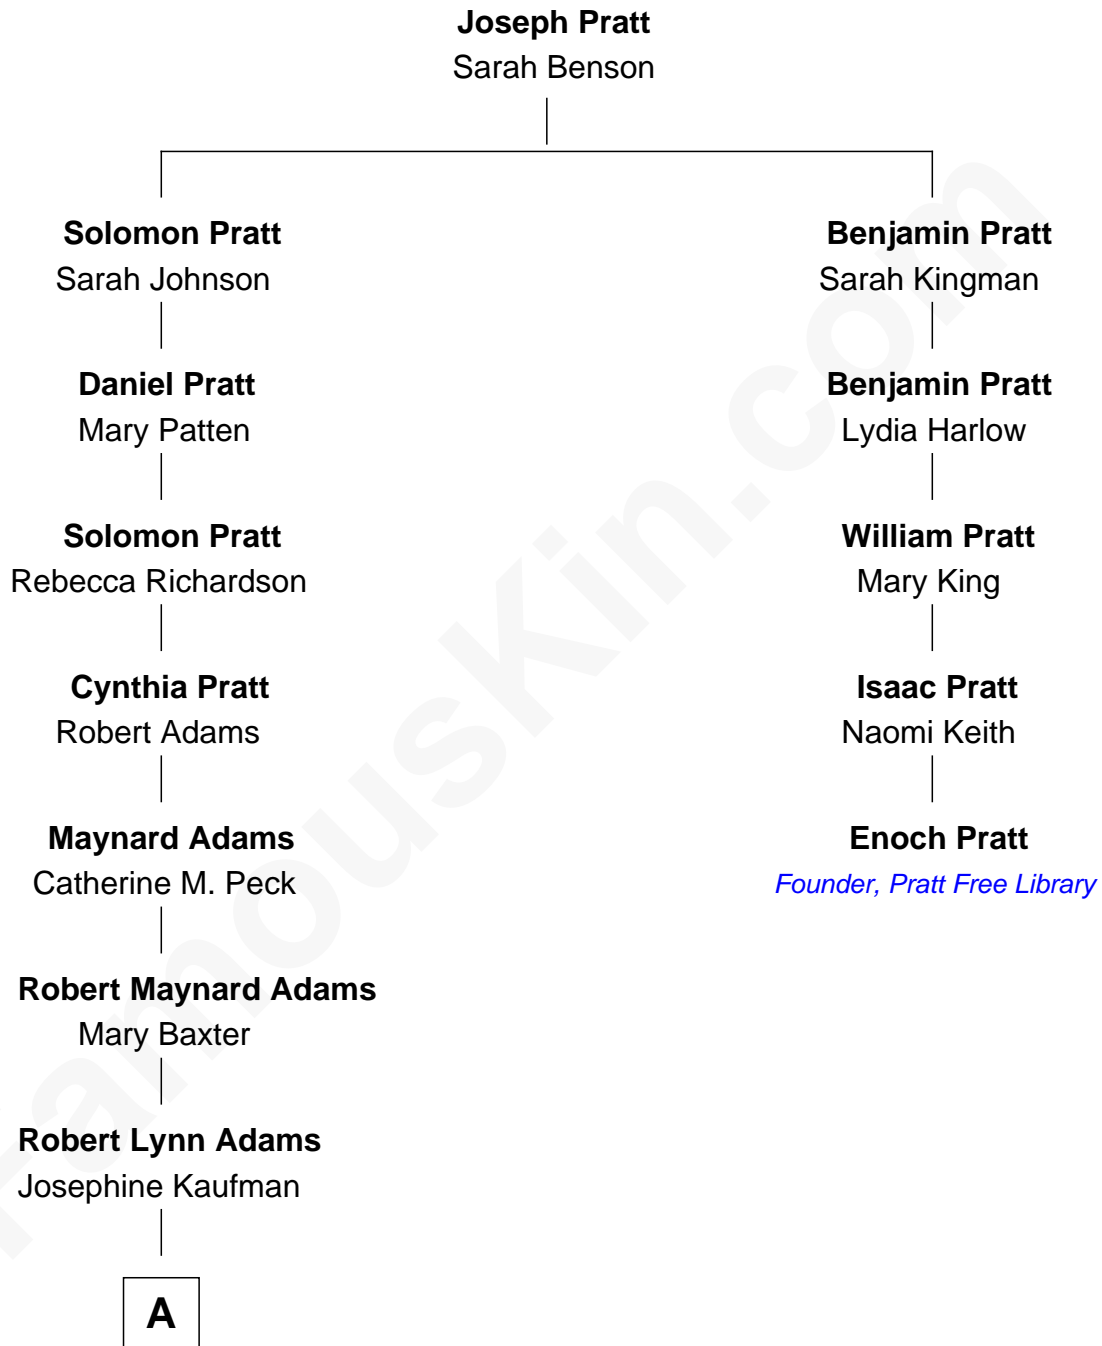 Joseph Pratt
Sarah Benson
Solomon Pratt
Sarah Johnson
Benjamin Pratt
Sarah Kingman
Daniel Pratt
Mary Patten
Benjamin Pratt
Lydia Harlow
Solomon Pratt
Rebecca Richardson
William Pratt
Mary King
Cynthia Pratt
Robert Adams
Isaac Pratt
Naomi Keith
Maynard Adams
Catherine M. Peck
Enoch Pratt
Founder, Pratt Free Library
Robert Maynard Adams
Mary Baxter
Robert Lynn Adams
Josephine Kaufman
A
FamousKin.com